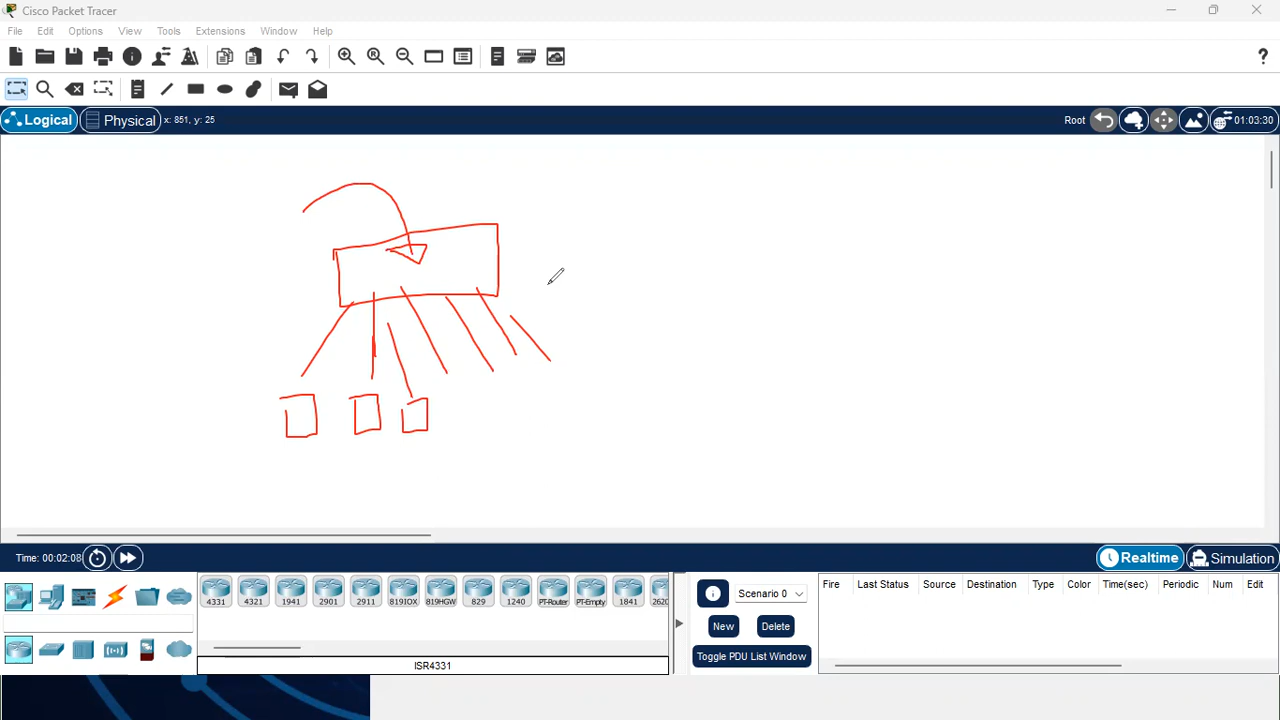 Cisco Packet Tracer
File Edit Options View Tools Extensions Window Help
Logical Physical x: 851, y: 25 Root 01:03:30
Time: 00:02:08 Realtime Simulation
4331 4321 1941 2901 2911 819IOX 819HGW 829 1240 PT-Router PT-Empty 1841 2620
ISR4331
Scenario 0
New Delete
Toggle PDU List Window
Fire Last Status Source Destination Type Color Time(sec) Periodic Num Edit